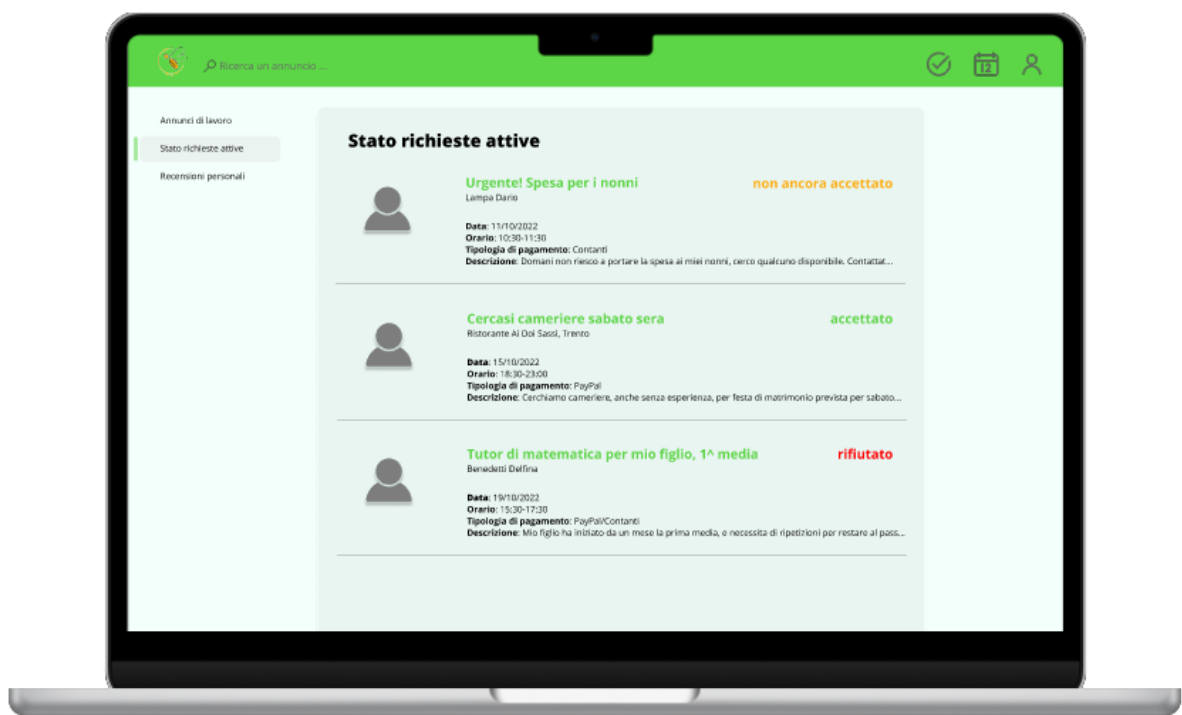 Ricerca un annuncio ...
12
Annunci di lavoro
Stato richieste attive
Recensioni personali
Stato richieste attive
Urgente! Spesa per i nonni
non ancora accettato
Lampa Dario
Data: 11/10/2022
Orario: 10:30-11:30
Tipologia di pagamento: Contanti
Descrizione: Domani non riesco a portare la spesa ai miei nonni, cerco qualcuno disponibile. Contattat...
Cercasi cameriere sabato sera
accettato
Ristorante Ai Doi Sassi, Trento
Data: 15/10/2022
Orario: 18:30-23:00
Tipologia di pagamento: PayPal
Descrizione: Cerchiamo cameriere, anche senza esperienza, per festa di matrimonio prevista per sabato...
Tutor di matematica per mio figlio, 1^ media
rifiutato
Benedetti Delfina
Data: 19/10/2022
Orario: 15:30-17:30
Tipologia di pagamento: PayPal/Contanti
Descrizione: Mio figlio ha iniziato da un mese la prima media, e necessita di ripetizioni per restare al pass...